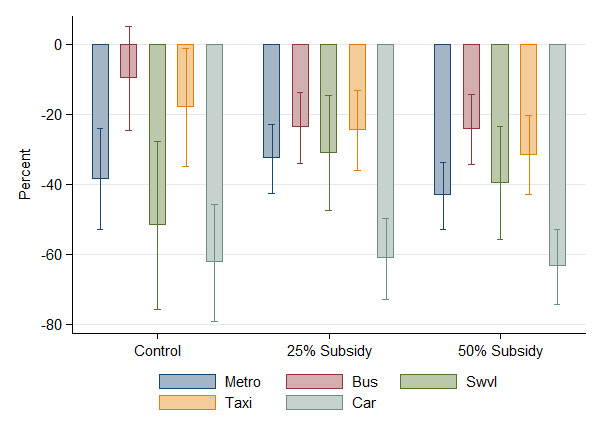 0
-20
-40
-60
-80
Percent
Control 25% Subsidy 50% Subsidy
Metro Bus Swvl
Taxi Car